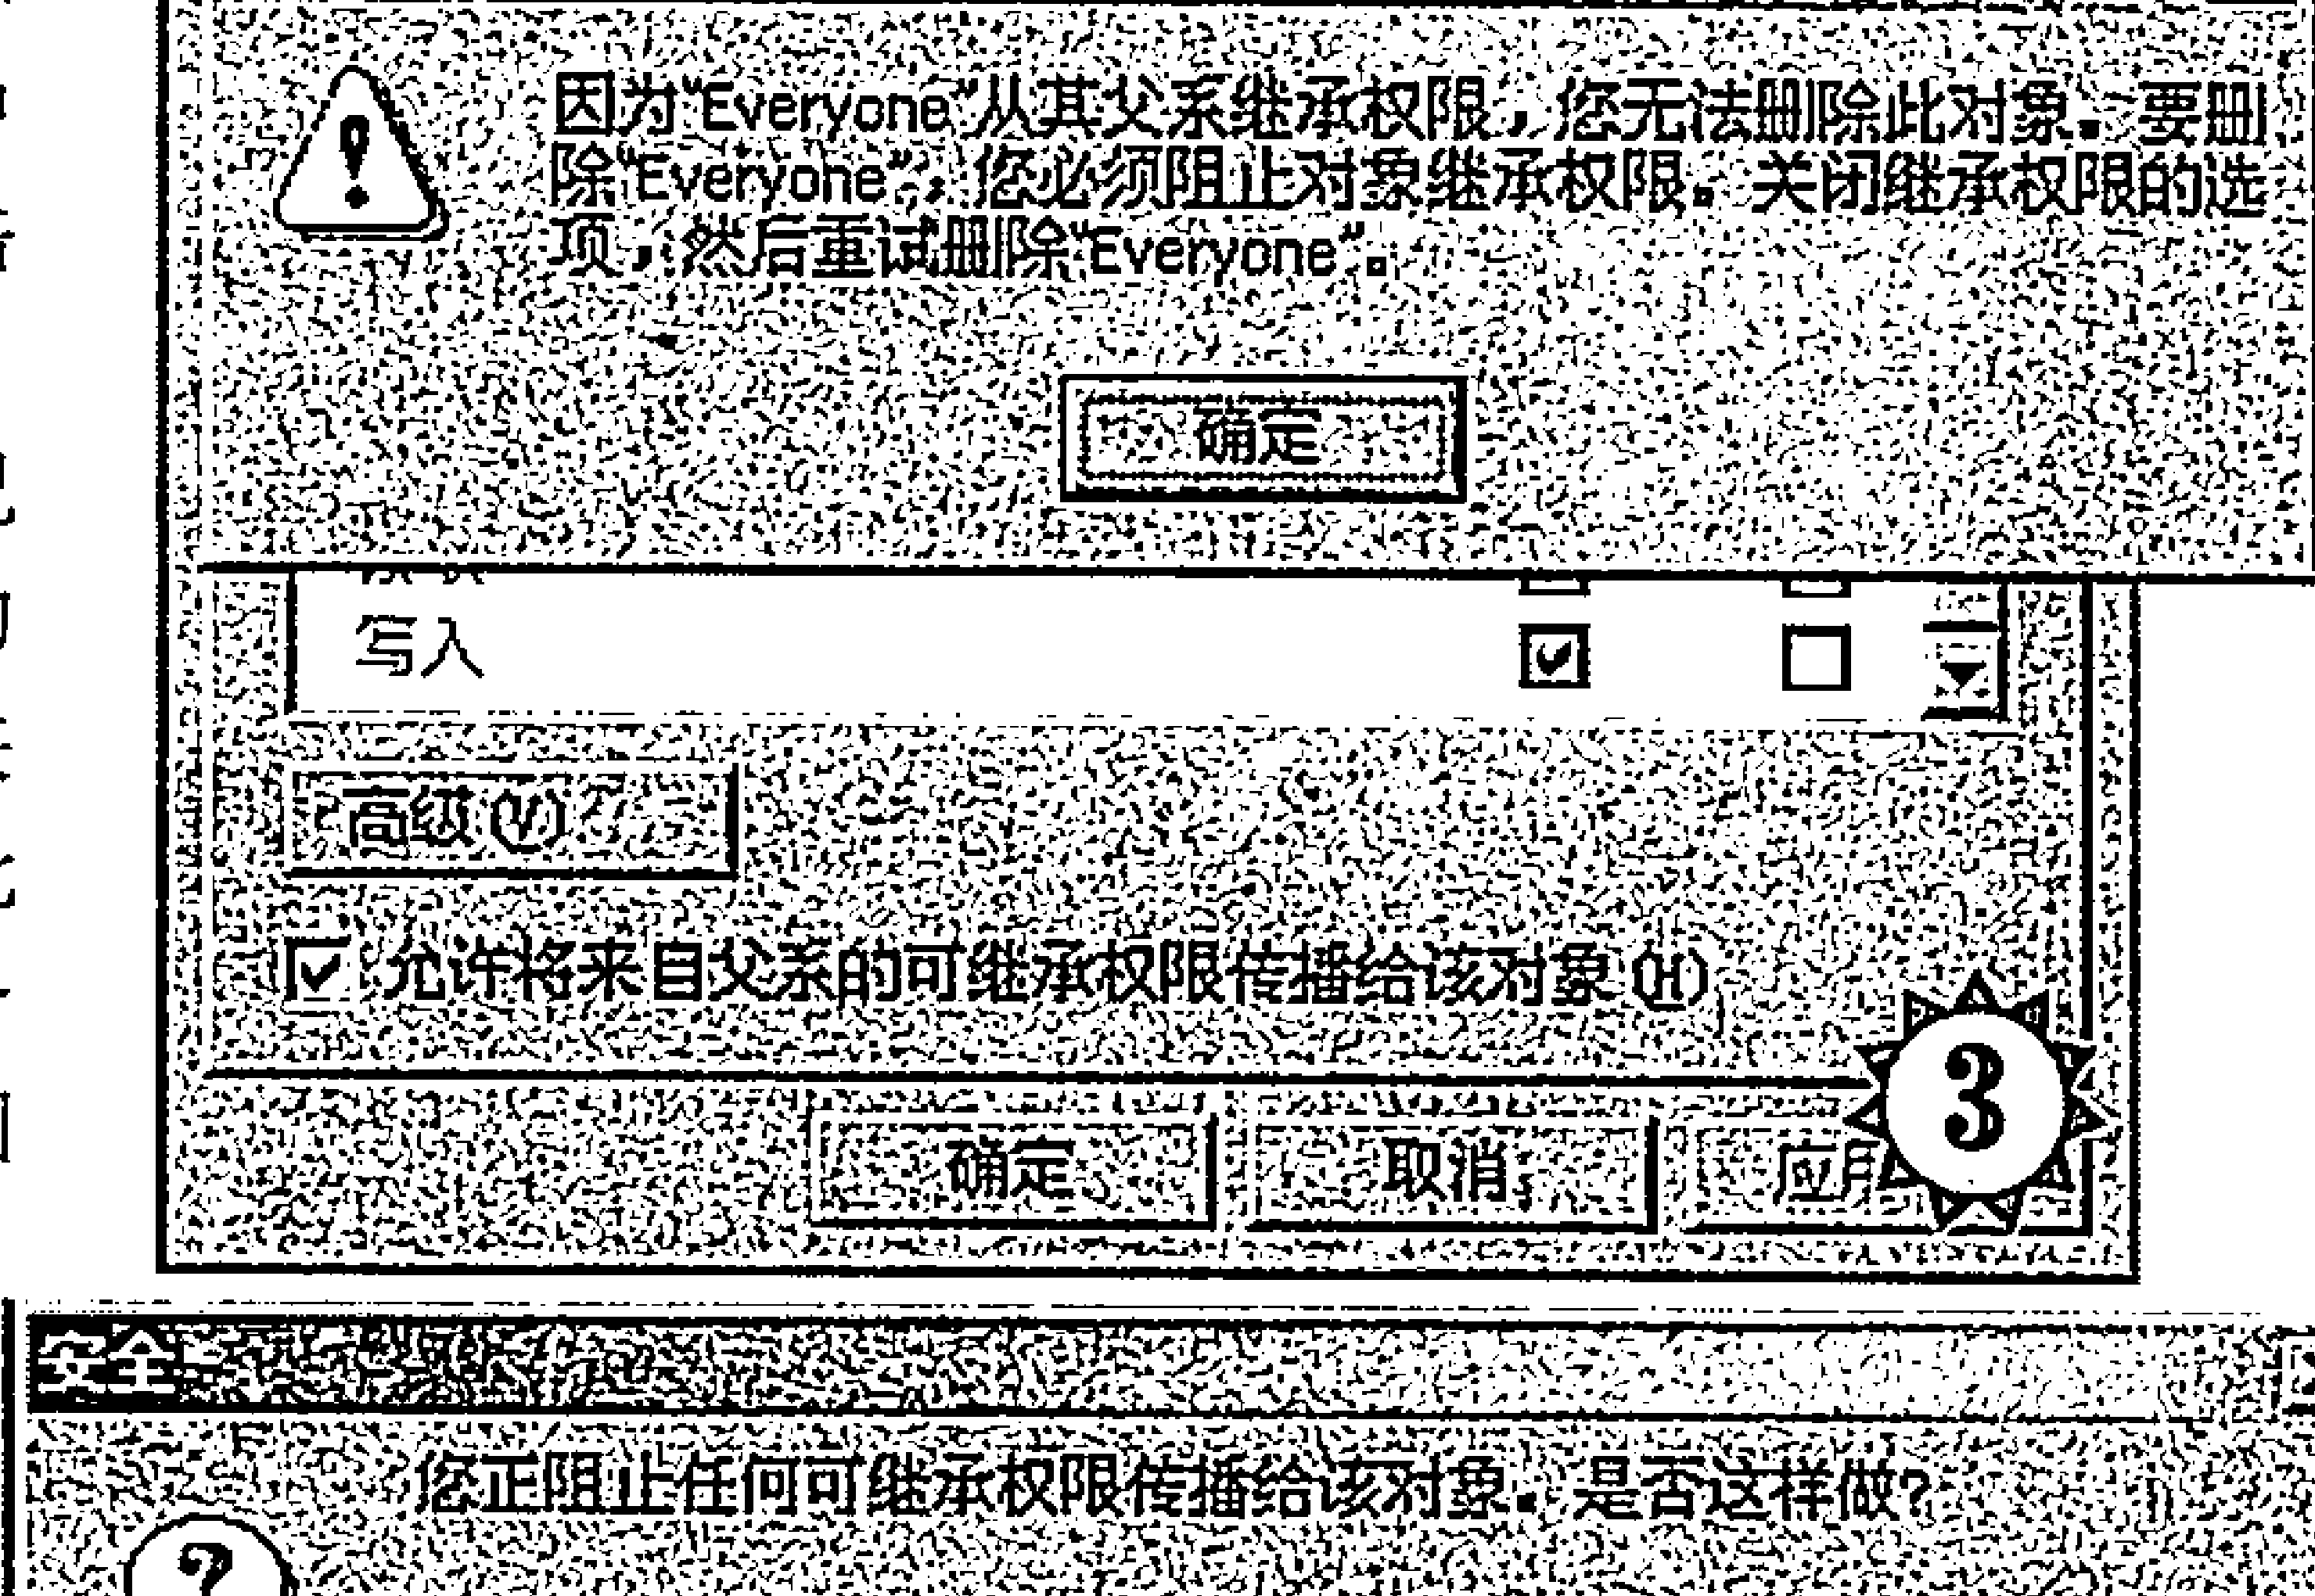 因为“Everyone”从其父系继承权限，您无法删除此对象。要删
除“Everyone”，您必须阻止对象继承权限。关闭继承权限的选
项，然后重试删除“Everyone”。
确定
写入
高级(V)
允许将来自父系的可继承权限传播给该对象(H)
3
确定
取消
应用
安全
您正阻止任何可继承权限传播给该对象。是否这样做?